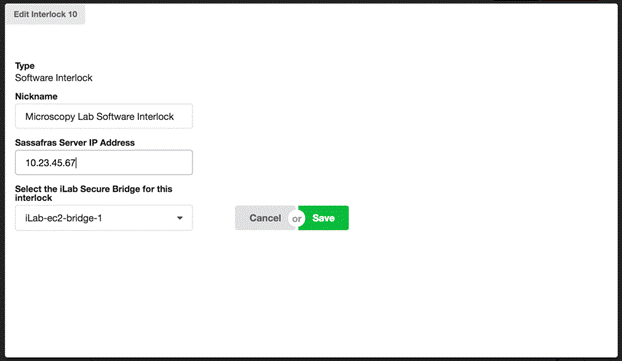 Edit Interlock 10
Type
Software Interlock
Nickname
Microscopy Lab Software Interlock
Sassafras Server IP Address
10.23.45.67
Select the iLab Secure Bridge for this
interlock
iLab-ec2-bridge-1
Cancel or Save